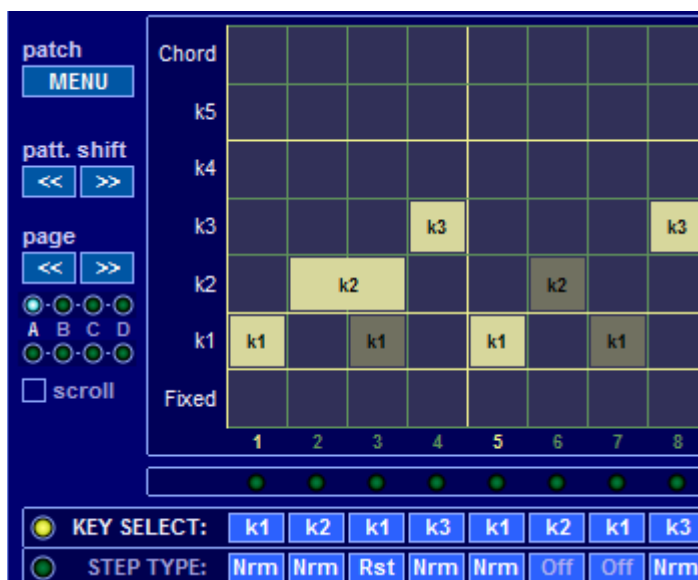 patch
MENU
patt. shift
<< >>
page
<< >>
A B C D
scroll
Chord
k5
k4
k3 k3 k3
k2 k2 k2
k1 k1 k1 k1 k1
Fixed
1 2 3 4 5 6 7 8
KEY SELECT: k1 k2 k1 k3 k1 k2 k1 k3
STEP TYPE: Nrm Nrm Rst Nrm Nrm Off Off Nrm